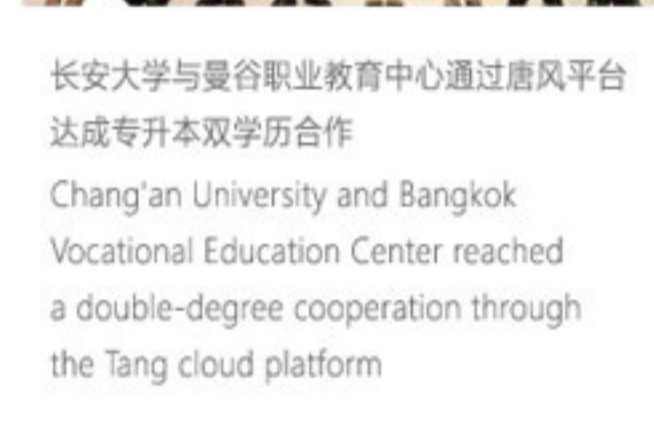 长安大学与曼谷职业教育中心通过唐风平台
达成专升本双学历合作
Chang'an University and Bangkok
Vocational Education Center reached
a double-degree cooperation through
the Tang cloud platform